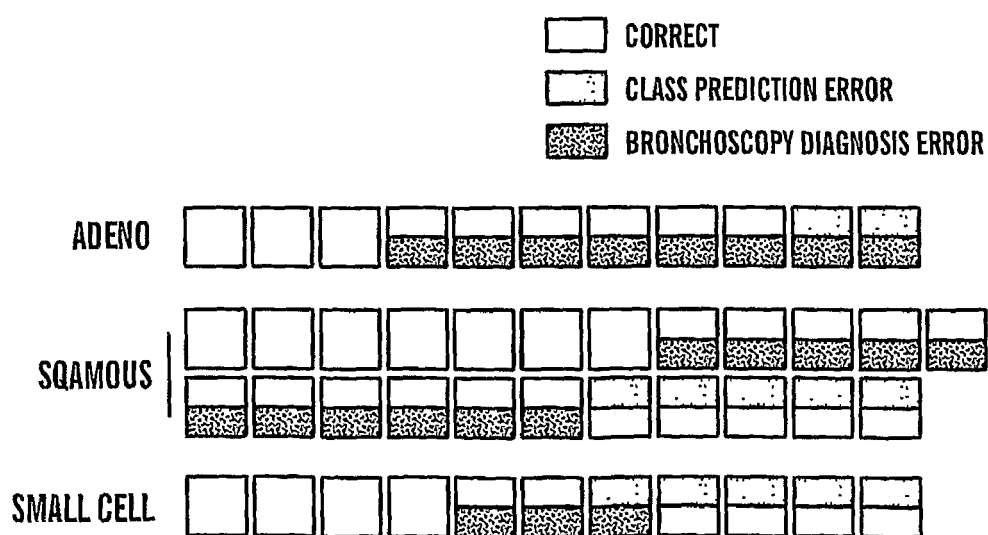 CORRECT
CLASS PREDICTION ERROR
BRONCHOSCOPY DIAGNOSIS ERROR
ADENO
SQAMOUS
SMALL CELL